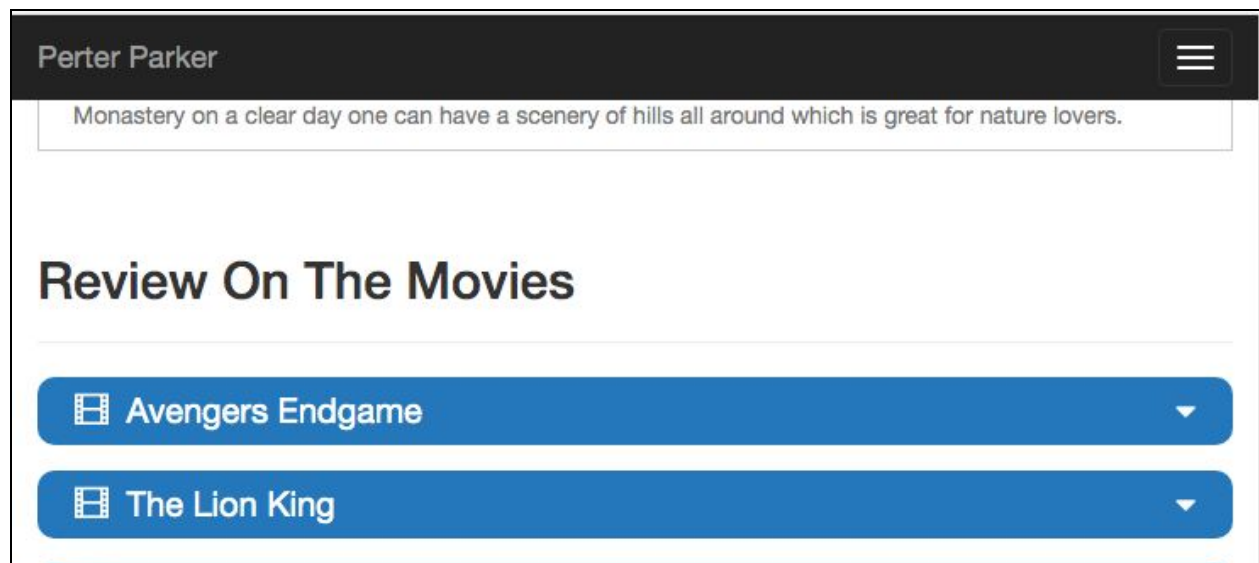 Perter Parker
Monastery on a clear day one can have a scenery of hills all around which is great for nature lovers.
Review On The Movies
Avengers Endgame
The Lion King